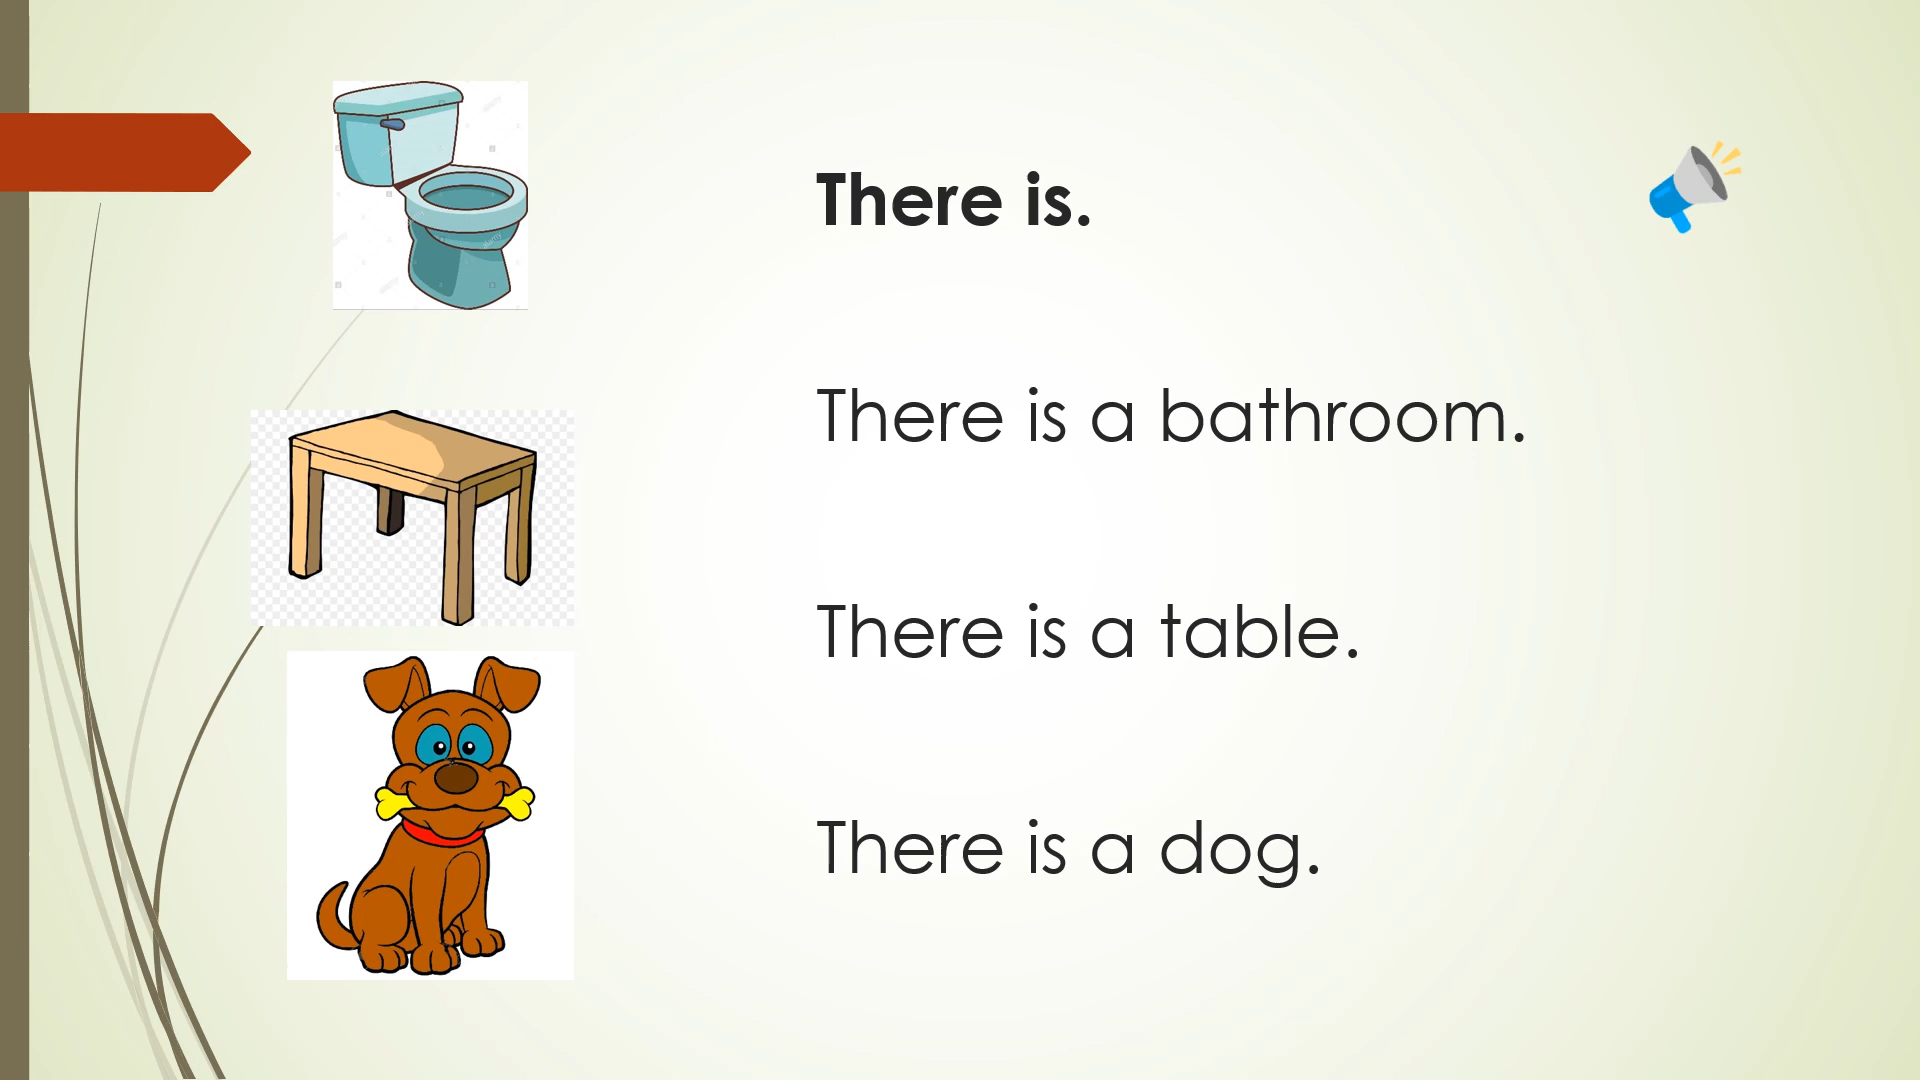 There is.
There is a bathroom.
There is a table.
There is a dog.